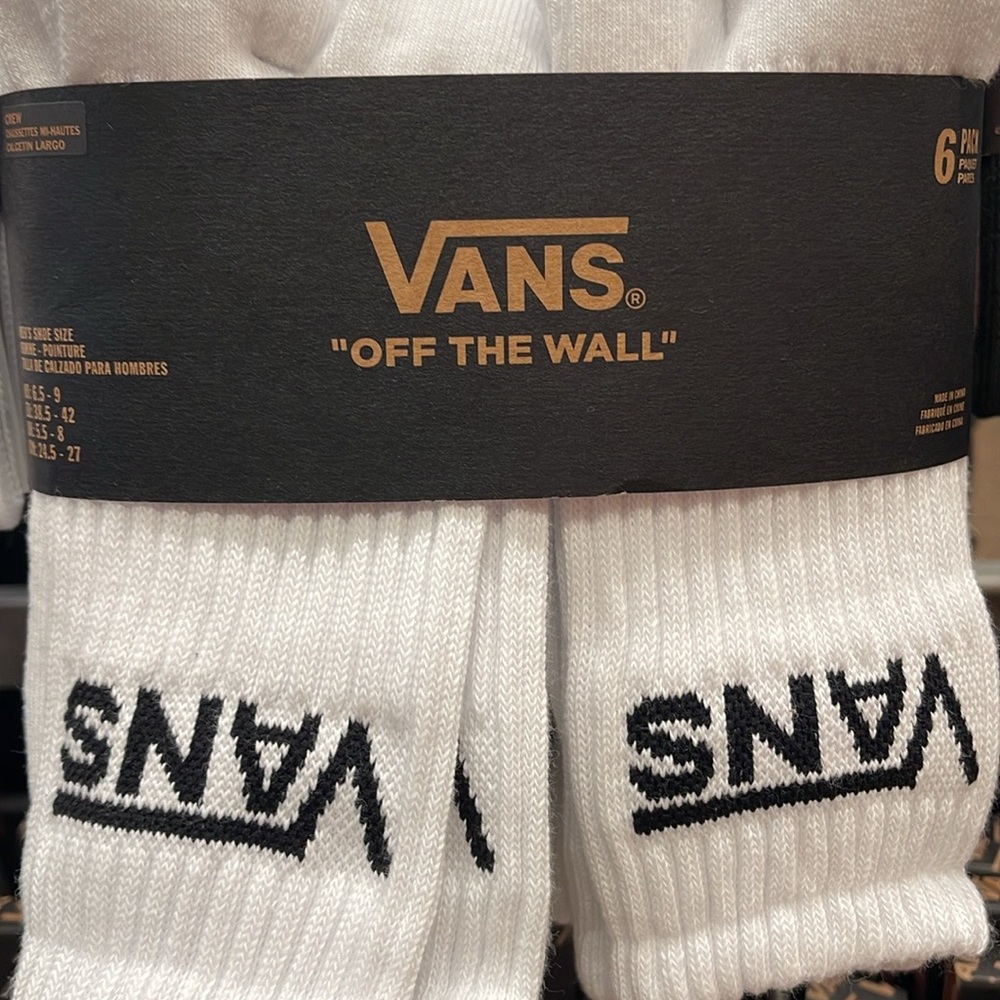 CREW
CHAUSSETTES MI-HAUTES
CALCETIN LARGO
6 PACK
PAQUET
PARES
VANS®
"OFF THE WALL"
SHOE SIZE
- POINTURE
DE CALZADO PARA HOMBRES
6.5 - 9
38.5 - 42
5.5 - 8
24.5 - 27
MADE IN CHINA
FABRIQUÉ EN CHINE
FABRICADO EN CHINA
VANS
VANS